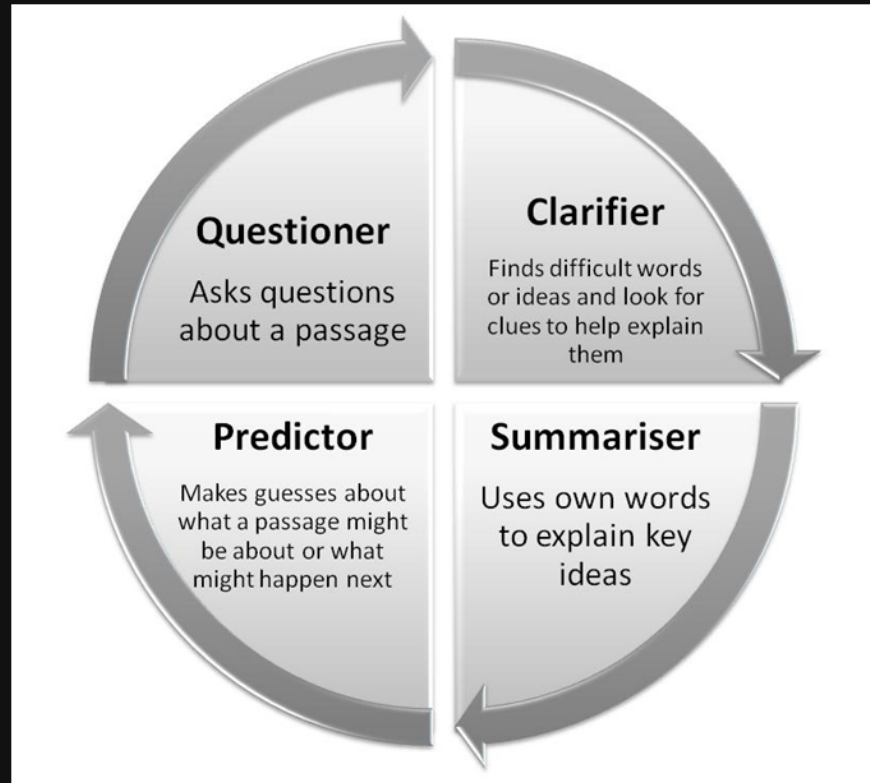 Questioner
Asks questions
about a passage
Clarifier
Finds difficult words
or ideas and look for
clues to help explain
them
Predictor
Makes guesses about
what a passage might
be about or what
might happen next
Summariser
Uses own words
to explain key
ideas